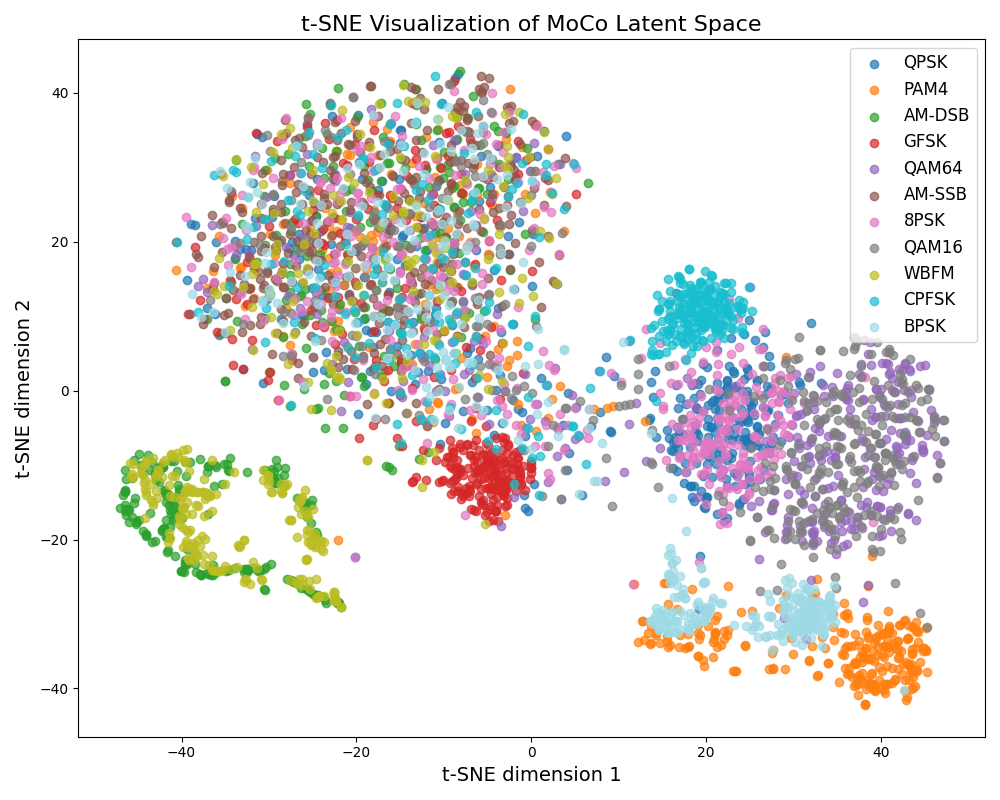 t-SNE Visualization of MoCo Latent Space
QPSK
PAM4
AM-DSB
GFSK
QAM64
AM-SSB
8PSK
QAM16
WBFM
CPFSK
BPSK
40
20
0
−20
−40
t-SNE dimension 2
−40
−20
0
20
40
t-SNE dimension 1